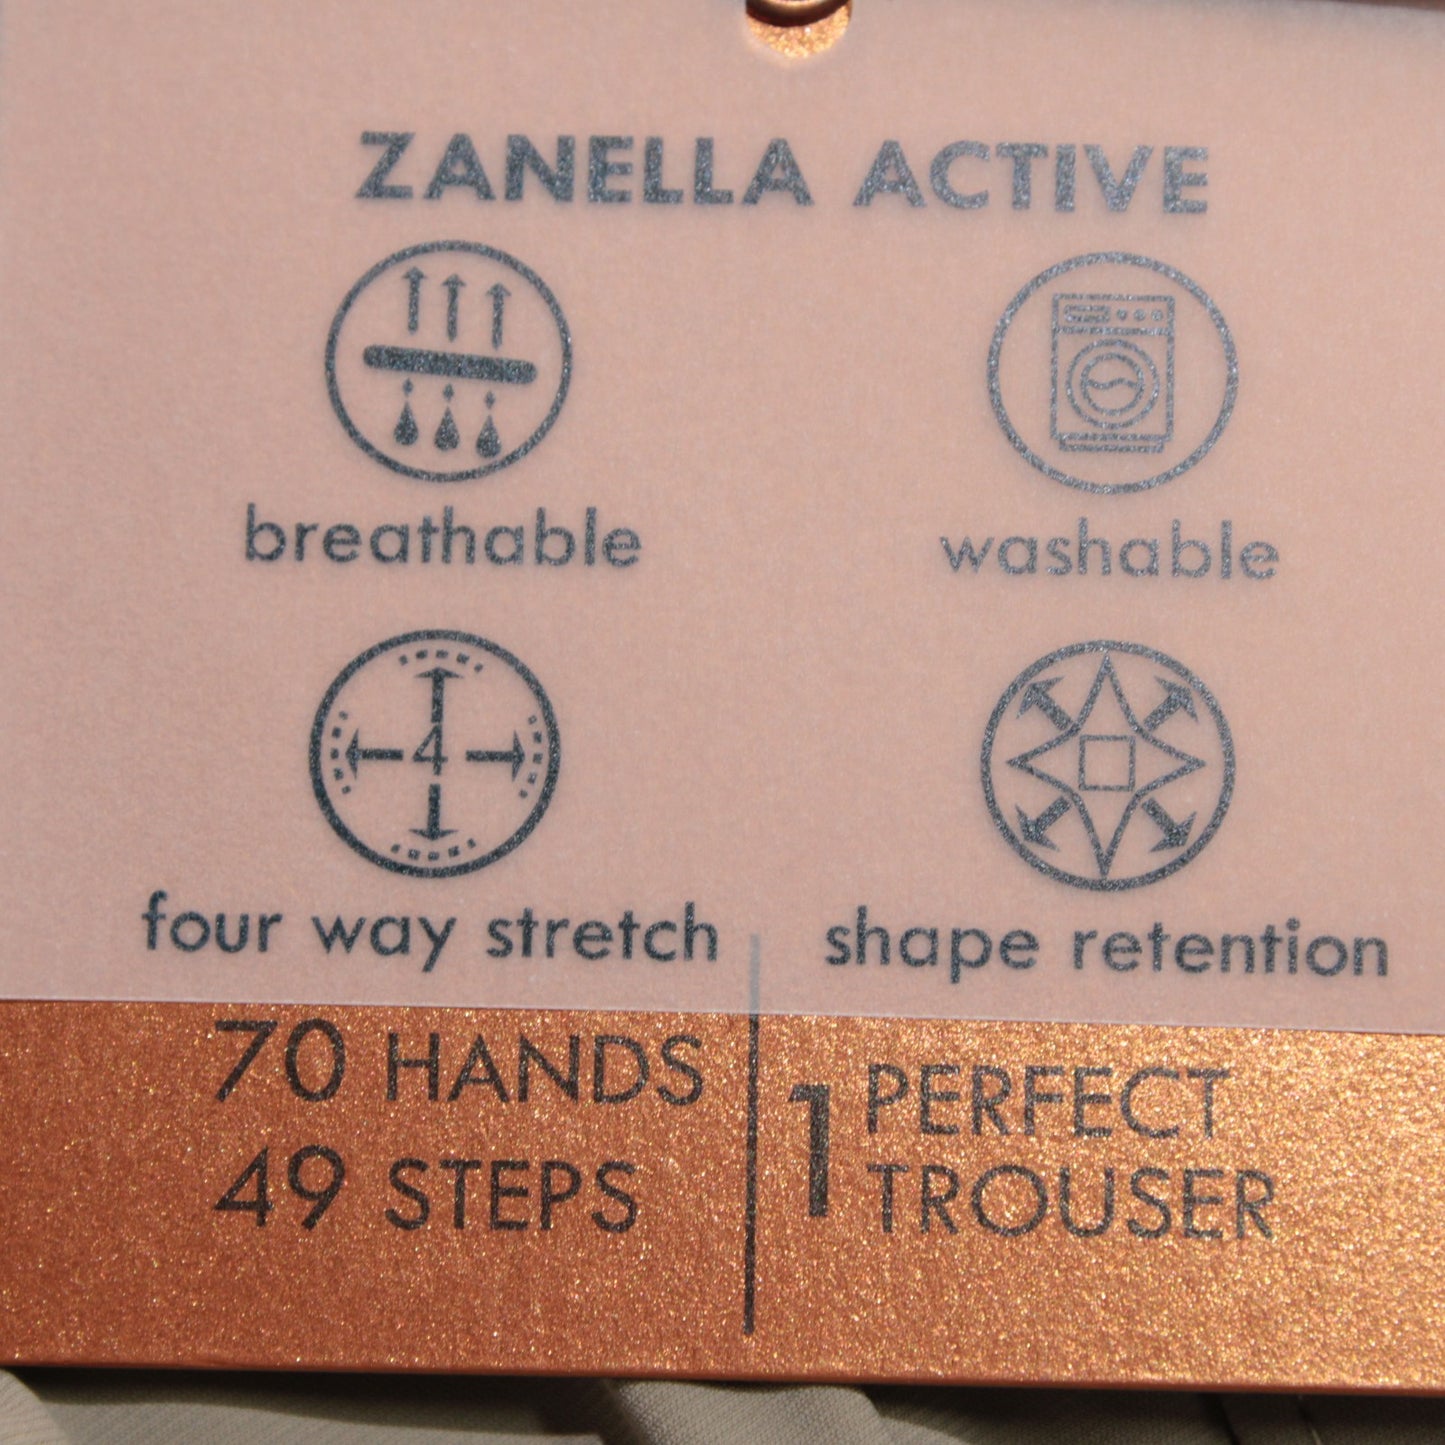 ZANELLA ACTIVE
breathable
washable
4
four way stretch
shape retention
70 HANDS
49 STEPS
1 PERFECT
TROUSER